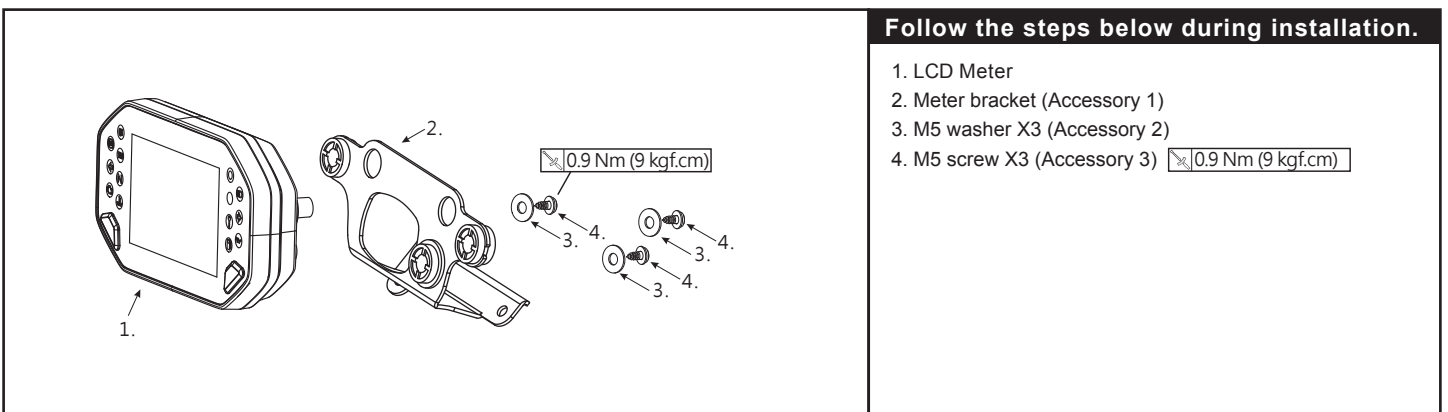 Follow the steps below during installation.
1. LCD Meter
2. Meter bracket (Accessory 1)
3. M5 washer X3 (Accessory 2)
4. M5 screw X3 (Accessory 3) 0.9 Nm (9 kgf.cm)
2.
0.9 Nm (9 kgf.cm)
4.
3.
4.
3.
4.
3.
1.